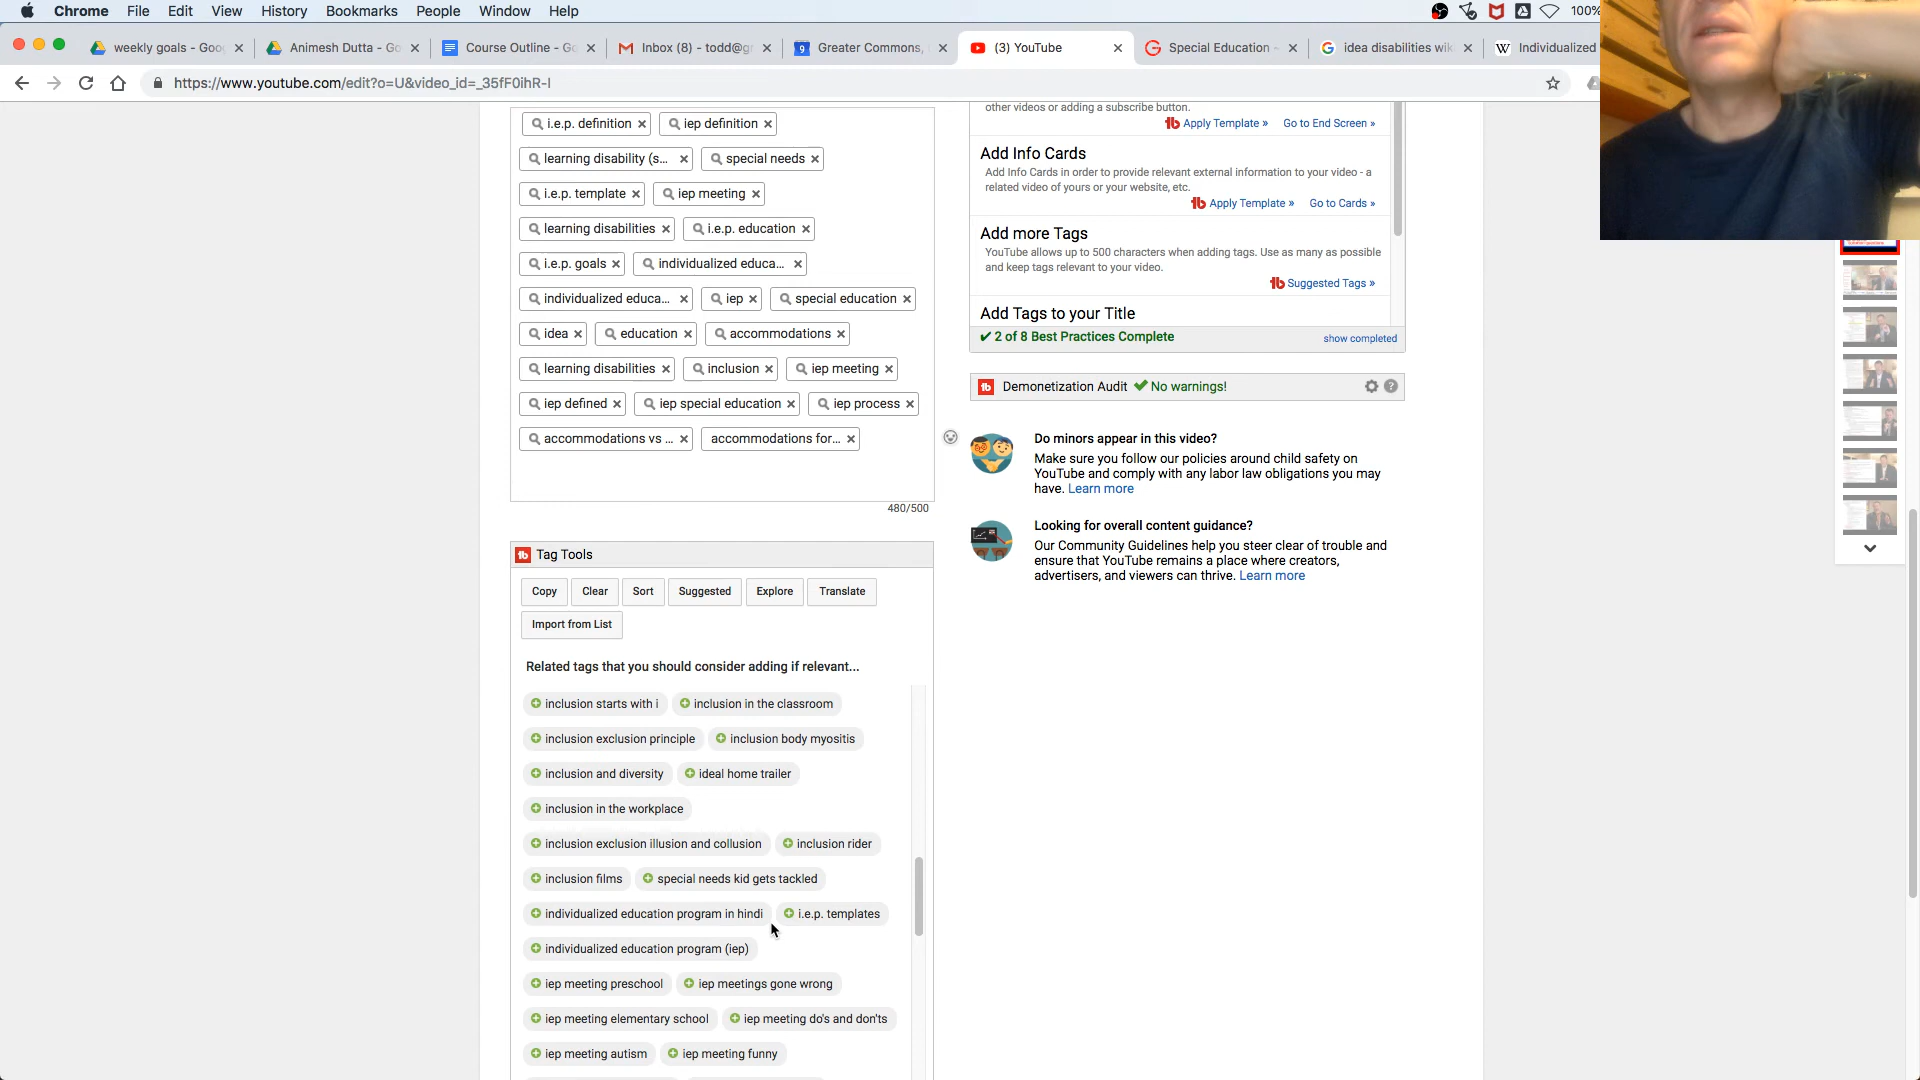 Chrome File Edit View History Bookmarks People Window Help 100%
weekly goals - Goo Animesh Dutta - Go Course Outline - Go Inbox (8) - todd@gr Greater Commons, (3) YouTube Special Education - idea disabilities wik Individualized
https://www.youtube.com/edit?o=U&video_id=_35fF0ihR-I
i.e.p. definition iep definition
learning disability (s... special needs
i.e.p. template iep meeting
learning disabilities i.e.p. education
i.e.p. goals individualized educa...
individualized educa... iep special education
idea education accommodations
learning disabilities inclusion iep meeting
iep defined iep special education iep process
accommodations vs ... accommodations for...
480/500
Tag Tools
Copy Clear Sort Suggested Explore Translate
Import from List
Related tags that you should consider adding if relevant...
inclusion starts with i inclusion in the classroom
inclusion exclusion principle inclusion body myositis
inclusion and diversity ideal home trailer
inclusion in the workplace
inclusion exclusion illusion and collusion inclusion rider
inclusion films special needs kid gets tackled
individualized education program in hindi i.e.p. templates
individualized education program (iep)
iep meeting preschool iep meetings gone wrong
iep meeting elementary school iep meeting do's and don'ts
iep meeting autism iep meeting funny
other videos or adding a subscribe button.
Apply Template » Go to End Screen »
Add Info Cards
Add Info Cards in order to provide relevant external information to your video - a
related video of yours or your website, etc.
Apply Template » Go to Cards »
Add more Tags
YouTube allows up to 500 characters when adding tags. Use as many as possible
and keep tags relevant to your video.
Suggested Tags »
Add Tags to your Title
2 of 8 Best Practices Complete show completed
Demonetization Audit No warnings!
Do minors appear in this video?
Make sure you follow our policies around child safety on
YouTube and comply with any labor law obligations you may
have. Learn more
Looking for overall content guidance?
Our Community Guidelines help you steer clear of trouble and
ensure that YouTube remains a place where creators,
advertisers, and viewers can thrive. Learn more